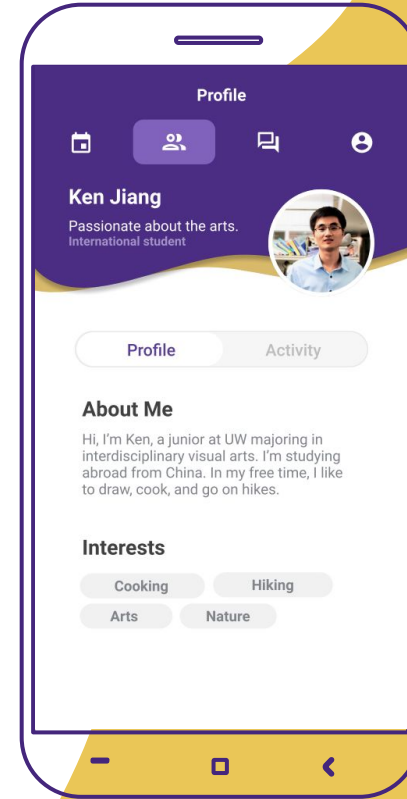 Profile
Ken Jiang
Passionate about the arts.
International student
Profile
Activity
About Me
Hi, I'm Ken, a junior at UW majoring in
interdisciplinary visual arts. I'm studying
abroad from China. In my free time, I like
to draw, cook, and go on hikes.
Interests
Cooking
Hiking
Arts
Nature